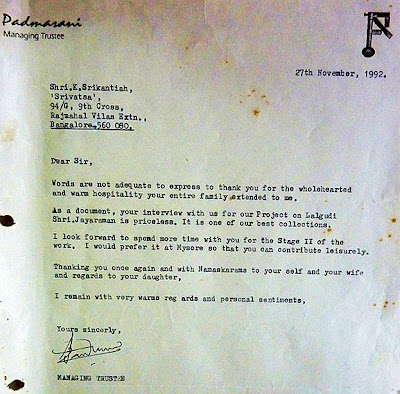 Padmasani
Managing Trustee
27th November, 1992.
Shri.K.Srikantiah,
'Srivatsa',
94/G, 9th Cross,
Rajmahal Vilas Extn.,
Bangalore.560 080.
Dear Sir,
Words are not adequate to express to thank you for the wholehearted
and warm hospitality your entire family extended to me.
As a document, your interview with us for our Project on Lalgudi
Shri.Jayaraman is priceless. It is one of our best collections.
I look forward to spend more time with you for the Stage II of the
work. I would prefer it at Mysore so that you can contribute leisurely.
Thanking you once again and with Namaskarams to your self and your wife
and regards to your daughter,
I remain with very warms reg ards and personal sentiments,
Yours sincerly,
MANAGING TRUSTEE